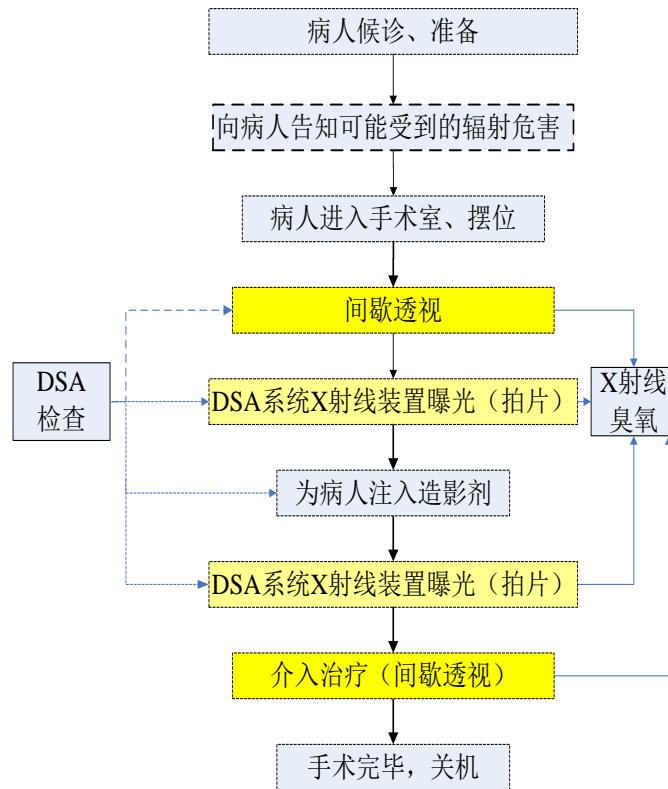 病人候诊、准备
向病人告知可能受到的辐射危害
病人进入手术室、摆位
间歇透视
DSA
检查
DSA系统X射线装置曝光（拍片）
X射线
臭氧
为病人注入造影剂
DSA系统X射线装置曝光（拍片）
介入治疗（间歇透视）
手术完毕，关机